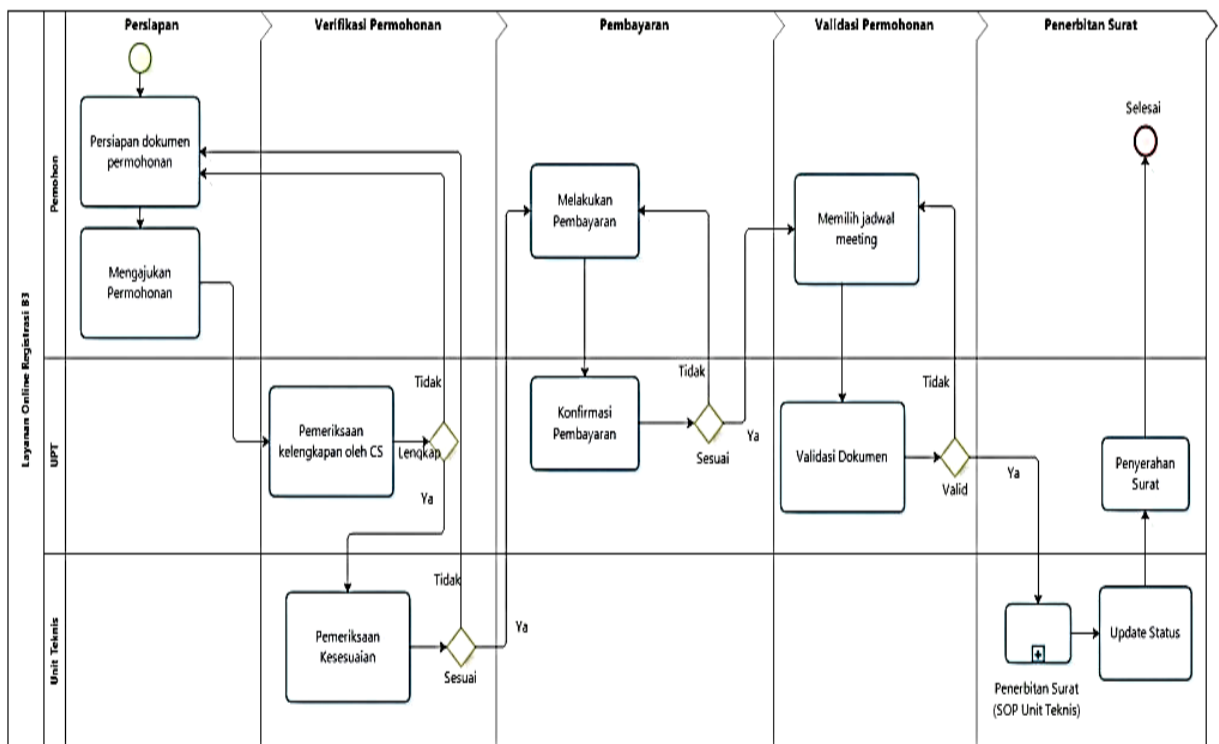 Persiapan
Verifikasi Permohonan
Pembayaran
Validasi Permohonan
Penerbitan Surat
Layanan Online Registrasi B3
Pemohon
Persiapan dokumen
permohonan
Mengajukan
Permohonan
Melakukan
Pembayaran
Memilih jadwal
meeting
Selesai
UPT
Pemeriksaan
kelengkapan oleh CS
Lengkap
Tidak
Ya
Konfirmasi
Pembayaran
Tidak
Sesuai
Ya
Validasi Dokumen
Tidak
Valid
Ya
Penyerahan
Surat
Unit Teknis
Pemeriksaan
Kesesuaian
Tidak
Sesuai
Ya
Penerbitan Surat
(SOP Unit Teknis)
Update Status